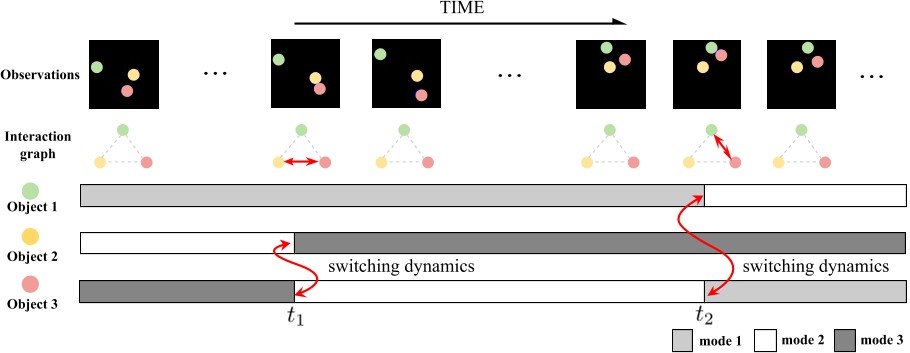 TIME
Observations
... ... ...
Interaction
graph
Object 1
Object 2
switching dynamics
switching dynamics
Object 3
t1
t2
mode 1 mode 2 mode 3